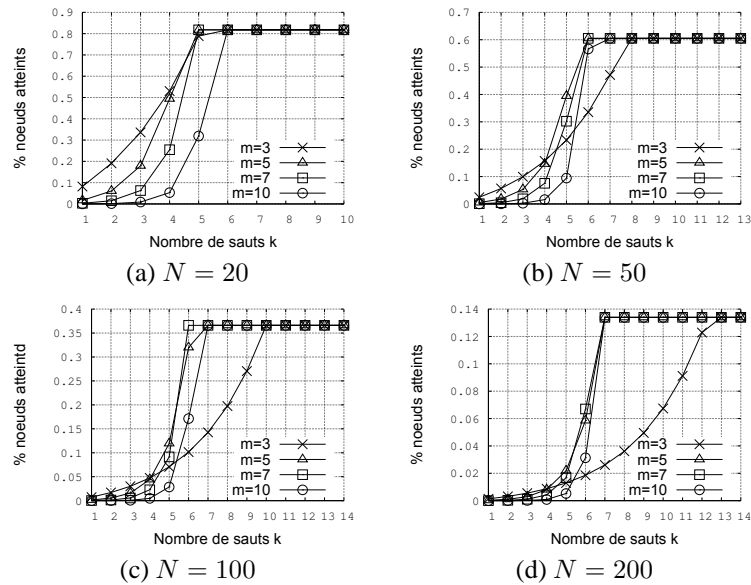 0.9
0.8
0.7
0.6
0.5
0.4
0.3
0.2
0.1
0
% noeuds atteints
m=3
m=5
m=7
m=10
1 2 3 4 5 6 7 8 9 10
Nombre de sauts k
(a) N = 20
0.7
0.6
0.5
0.4
0.3
0.2
0.1
0
% neouds atteints
m=3
m=5
m=7
m=10
1 2 3 4 5 6 7 8 9 10 11 12 13
Nombre de sauts k
(b) N = 50
0.4
0.35
0.3
0.25
0.2
0.15
0.1
0.05
0
% noeuds atteintd
m=3
m=5
m=7
m=10
1 2 3 4 5 6 7 8 9 10 11 12 13 14
Nombre de sauts k
(c) N = 100
0.14
0.12
0.1
0.08
0.06
0.04
0.02
0
% noeuds atteints
m=3
m=5
m=7
m=10
1 2 3 4 5 6 7 8 9 10 11 12 13 14
Nombre de sauts k
(d) N = 200